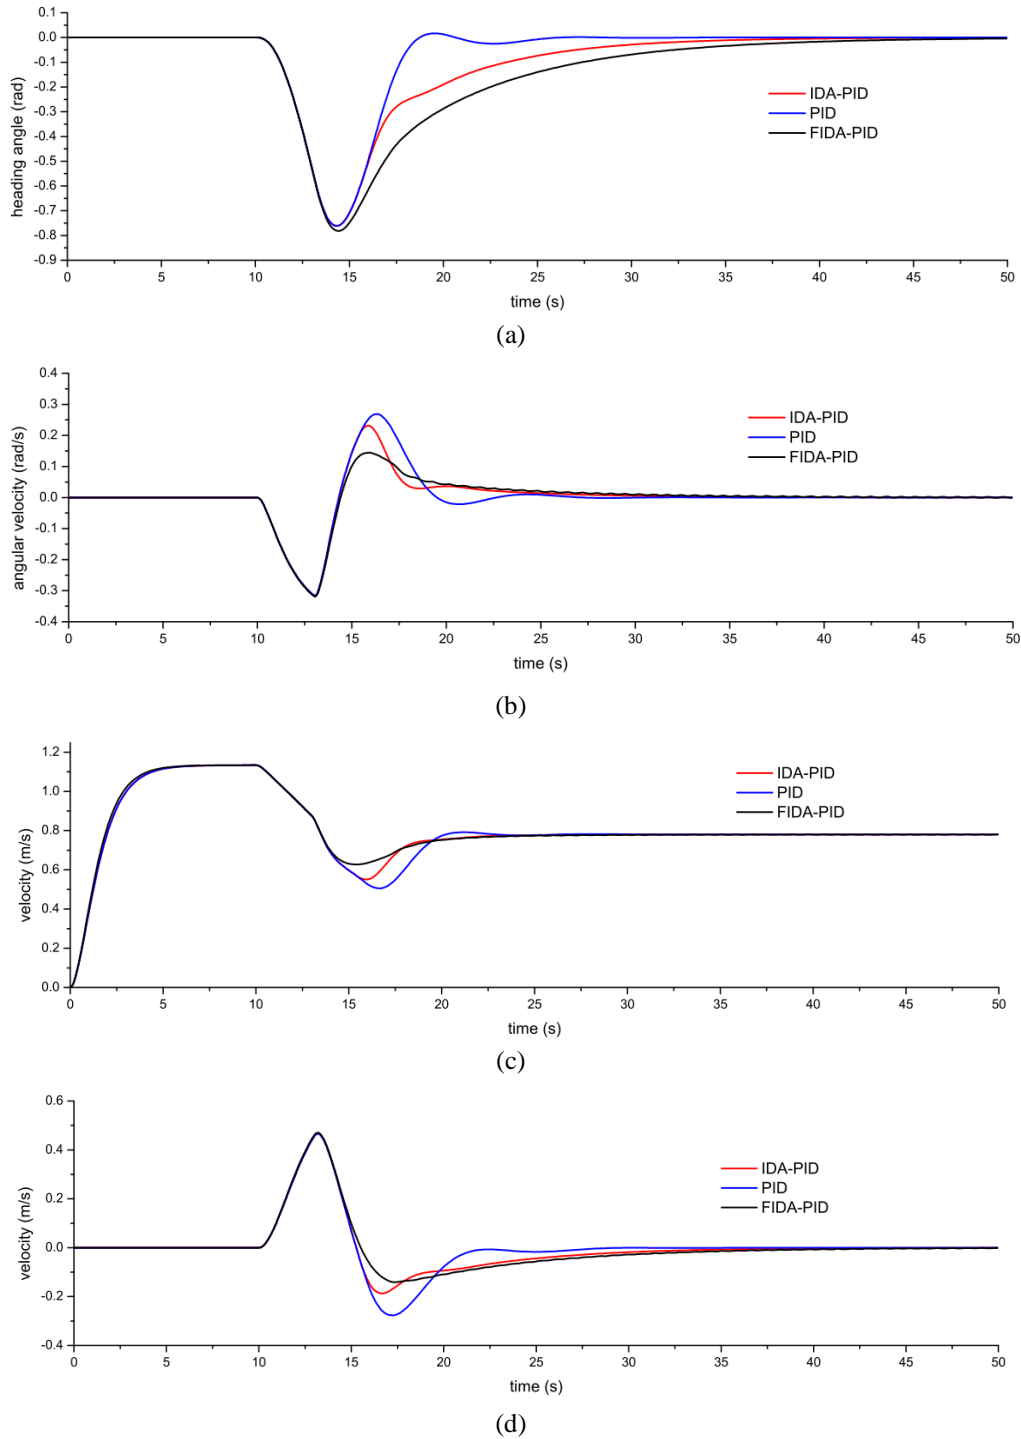 0.1
0.0
-0.1
-0.2
-0.3
-0.4
-0.5
-0.6
-0.7
-0.8
-0.9
heading angle (rad)
IDA-PID
PID
FIDA-PID
0 5 10 15 20 25 30 35 40 45 50
time (s)
(a)
0.4
0.3
0.2
0.1
0.0
-0.1
-0.2
-0.3
-0.4
angular velocity (rad/s)
IDA-PID
PID
FIDA-PID
0 5 10 15 20 25 30 35 40 45 50
time (s)
(b)
1.2
1.0
0.8
0.6
0.4
0.2
0.0
velocity (m/s)
IDA-PID
PID
FIDA-PID
0 5 10 15 20 25 30 35 40 45 50
time (s)
(c)
0.6
0.4
0.2
0.0
-0.2
-0.4
velocity (m/s)
IDA-PID
PID
FIDA-PID
0 5 10 15 20 25 30 35 40 45 50
time (s)
(d)